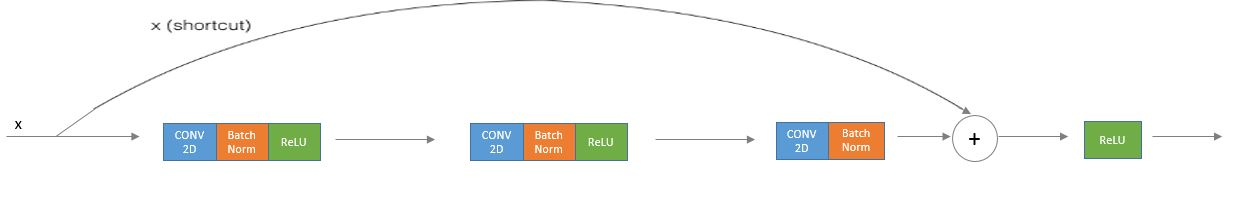 x (shortcut)
x
CONV
2D
Batch
Norm
ReLU
CONV
2D
Batch
Norm
ReLU
CONV
2D
Batch
Norm
+
ReLU